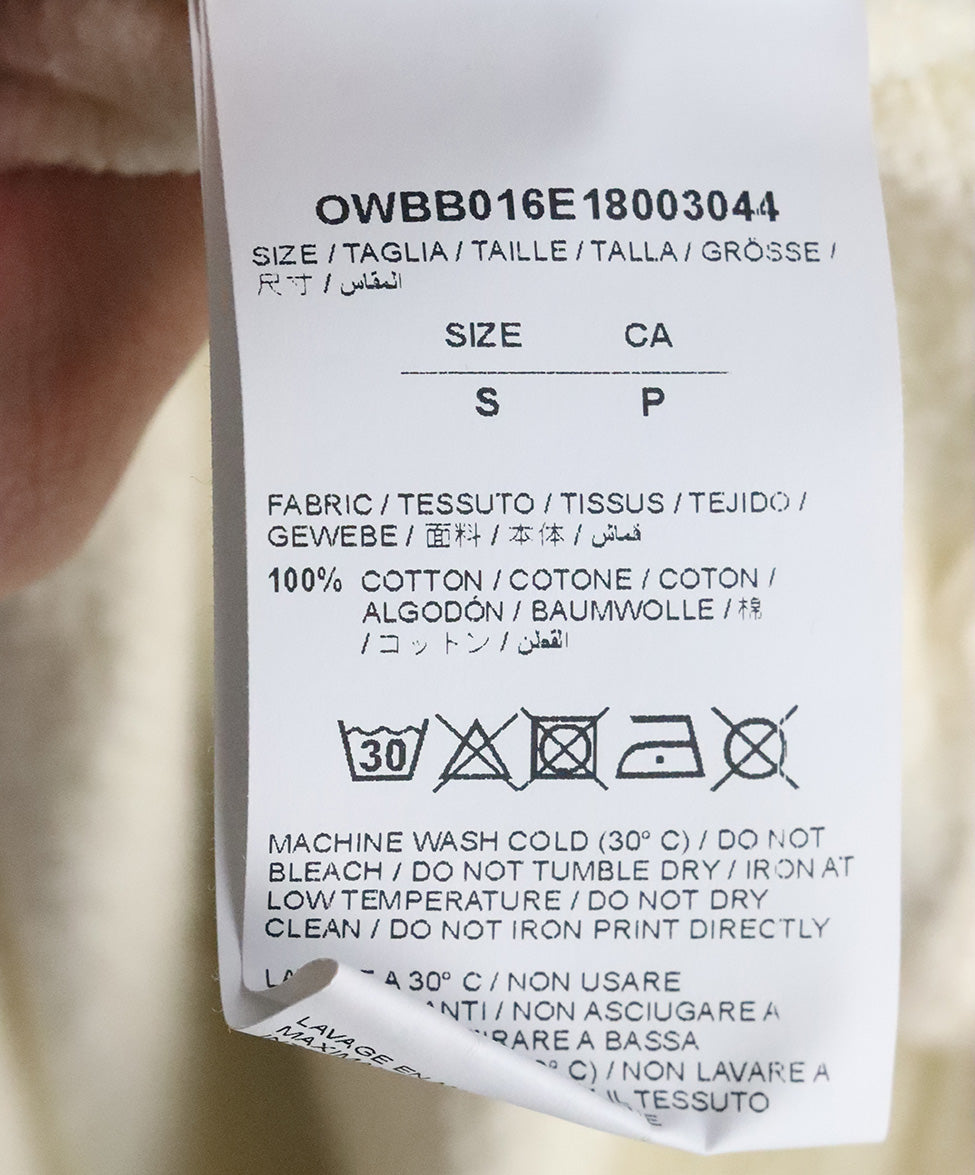 OWBB016E18003044
SIZE / TAGLIA / TAILLE / TALLA / GRÖSSE /
尺寸 / المقاس
SIZE CA
S P
FABRIC / TESSUTO / TISSUS / TEJIDO /
GEWEBE / 面料 / 本体 / قماش
100% COTTON / COTONE / COTON /
ALGODÓN / BAUMWOLLE / 棉
/ コットン / القطن
30
MACHINE WASH COLD (30° C) / DO NOT
BLEACH / DO NOT TUMBLE DRY / IRON AT
LOW TEMPERATURE / DO NOT DRY
CLEAN / DO NOT IRON PRINT DIRECTLY
A 30° C / NON USARE
/ NON ASCIUGARE A
A BASSA
C) / NON LAVARE A
IL TESSUTO
LAVAGE